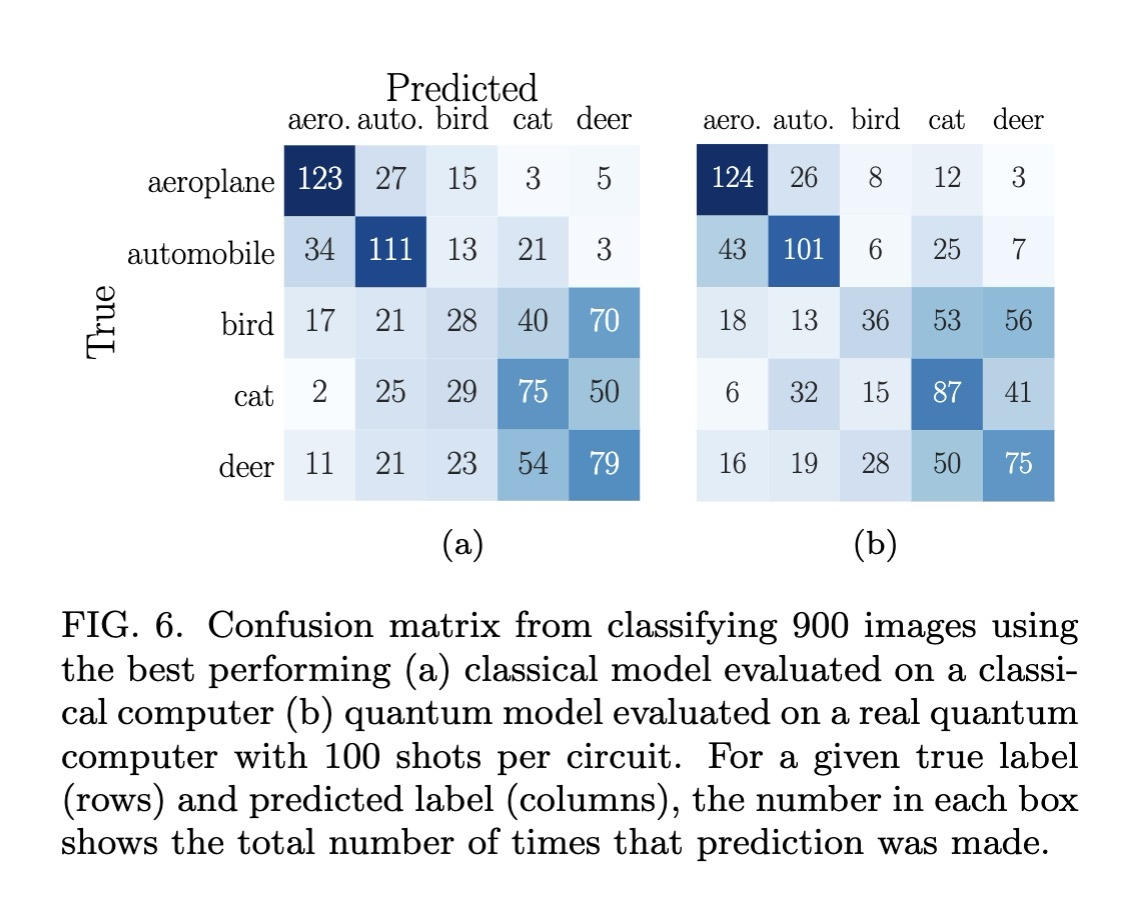 Predicted
aero. auto. bird cat deer
aeroplane 123 27 15 3 5
automobile 34 111 13 21 3
bird 17 21 28 40 70
cat 2 25 29 75 50
deer 11 21 23 54 79
True
(a)
aero. auto. bird cat deer
124 26 8 12 3
43 101 6 25 7
18 13 36 53 56
6 32 15 87 41
16 19 28 50 75
(b)
FIG. 6. Confusion matrix from classifying 900 images using
the best performing (a) classical model evaluated on a classi-
cal computer (b) quantum model evaluated on a real quantum
computer with 100 shots per circuit. For a given true label
(rows) and predicted label (columns), the number in each box
shows the total number of times that prediction was made.